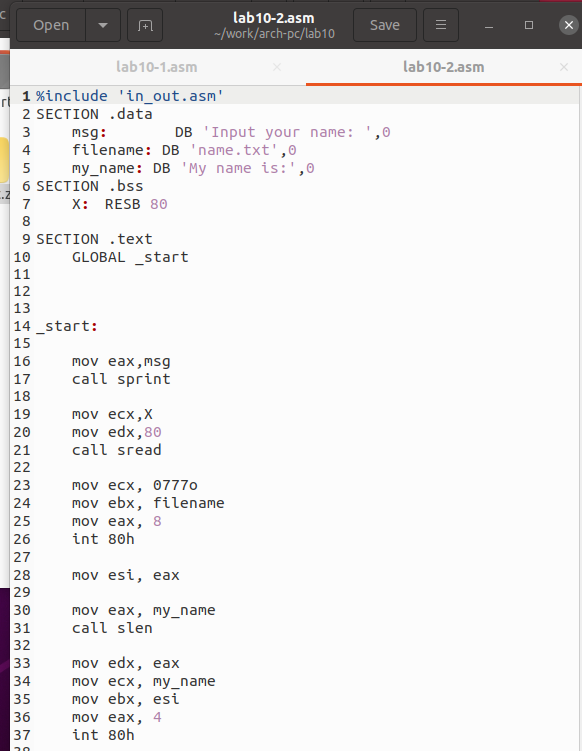 Open
lab10-2.asm
~/work/arch-pc/lab10
Save
lab10-1.asm
lab10-2.asm
1 %include 'in_out.asm'
2 SECTION .data
3     msg:        DB 'Input your name: ',0
4     filename: DB 'name.txt',0
5     my_name: DB 'My name is:',0
6 SECTION .bss
7     X:  RESB 80
8
9 SECTION .text
10     GLOBAL _start
11
12
13
14 _start:
15
16     mov eax,msg
17     call sprint
18
19     mov ecx,X
20     mov edx,80
21     call sread
22
23     mov ecx, 0777o
24     mov ebx, filename
25     mov eax, 8
26     int 80h
27
28     mov esi, eax
29
30     mov eax, my_name
31     call slen
32
33     mov edx, eax
34     mov ecx, my_name
35     mov ebx, esi
36     mov eax, 4
37     int 80h